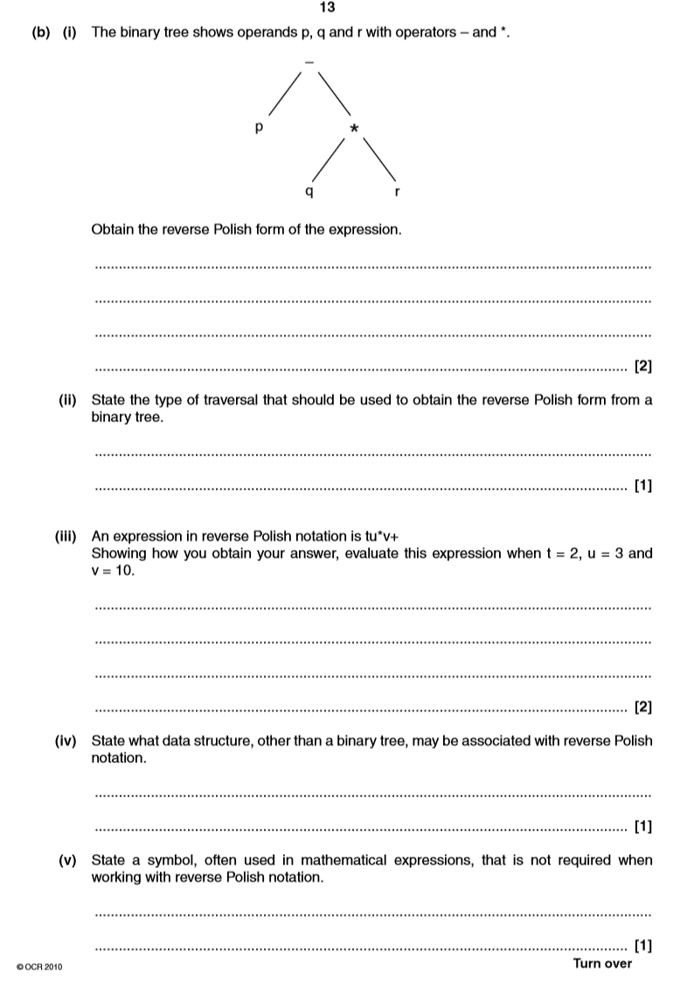 13
(b) (i) The binary tree shows operands p, q and r with operators – and *.
–
p *
q r
Obtain the reverse Polish form of the expression.
[2]
(ii) State the type of traversal that should be used to obtain the reverse Polish form from a
binary tree.
[1]
(iii) An expression in reverse Polish notation is tu*v+
Showing how you obtain your answer, evaluate this expression when t = 2, u = 3 and
v = 10.
[2]
(iv) State what data structure, other than a binary tree, may be associated with reverse Polish
notation.
[1]
(v) State a symbol, often used in mathematical expressions, that is not required when
working with reverse Polish notation.
[1]
© OCR 2010
Turn over